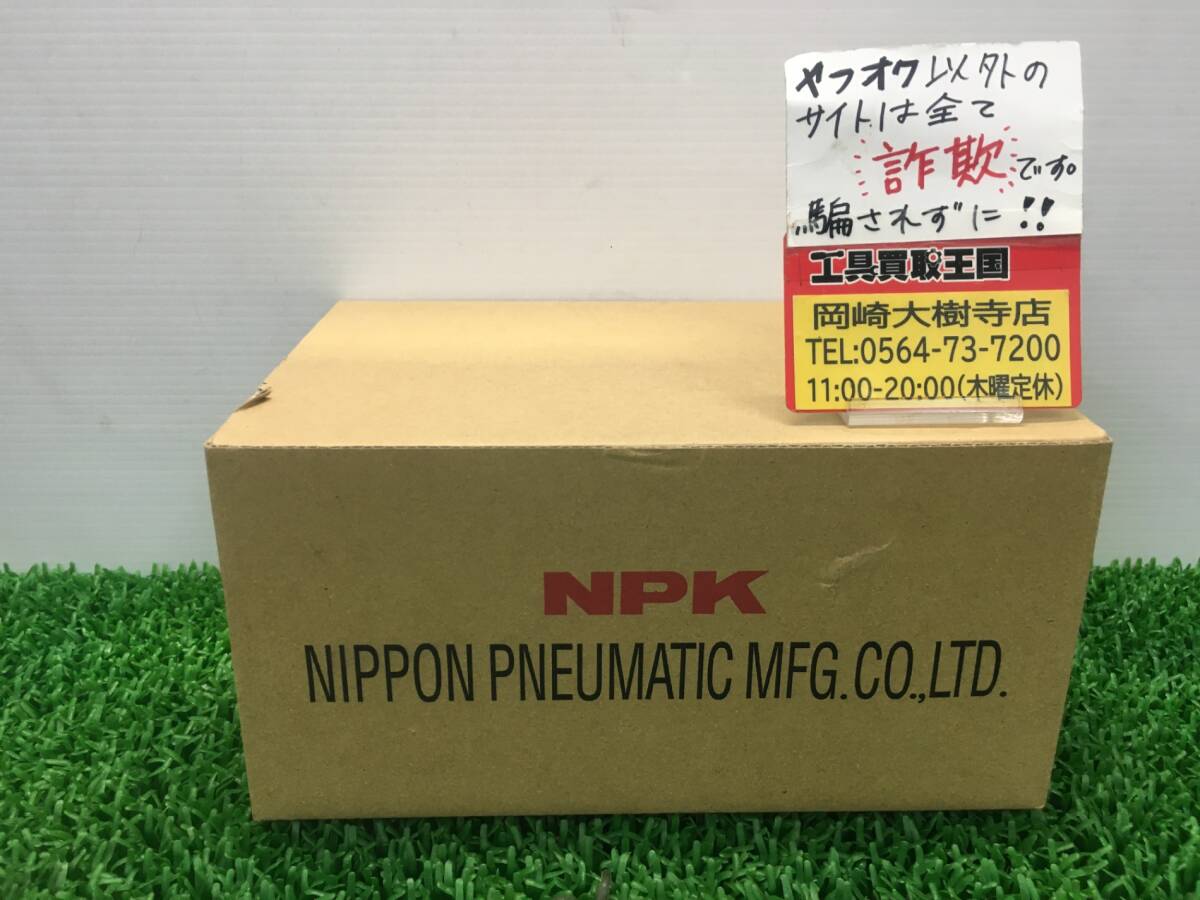 ヤフオク以外の
サイトは全て
詐欺です。
騙されずに!!
工具買取王国
岡崎大樹寺店
TEL:0564-73-7200
11:00-20:00(木曜定休)
NPK
NIPPON PNEUMATIC MFG.CO.,LTD.